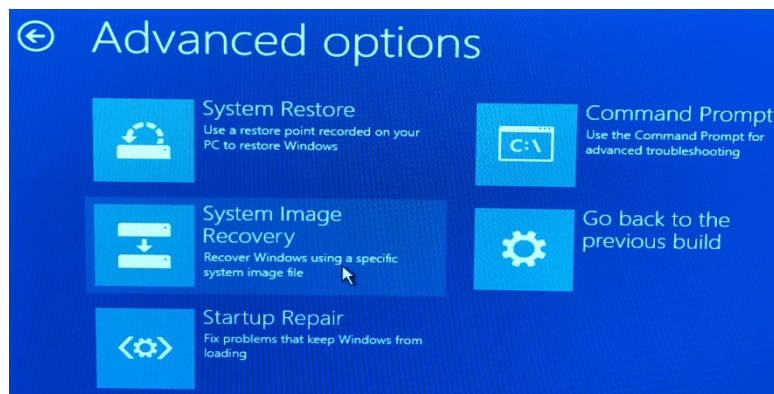 Advanced options
System Restore
Use a restore point recorded on your
PC to restore Windows
System Image
Recovery
Recover Windows using a specific
system image file
Startup Repair
Fix problems that keep Windows from
loading
Command Prompt
Use the Command Prompt for
advanced troubleshooting
C:\
Go back to the
previous build